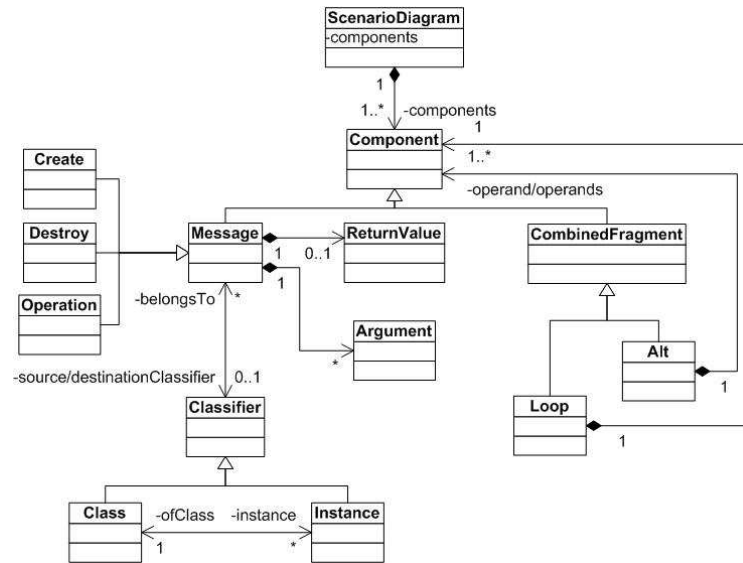 ScenarioDiagram
-components
1
1..*
-components
1
Component
1..*
Create
-operand/operands
Destroy
Message
ReturnValue
CombinedFragment
1
0..1
1
Operation
-belongsTo
*
Argument
*
Alt
-source/destinationClassifier
0..1
1
Classifier
Loop
1
Class
-ofClass
-instance
Instance
1
*